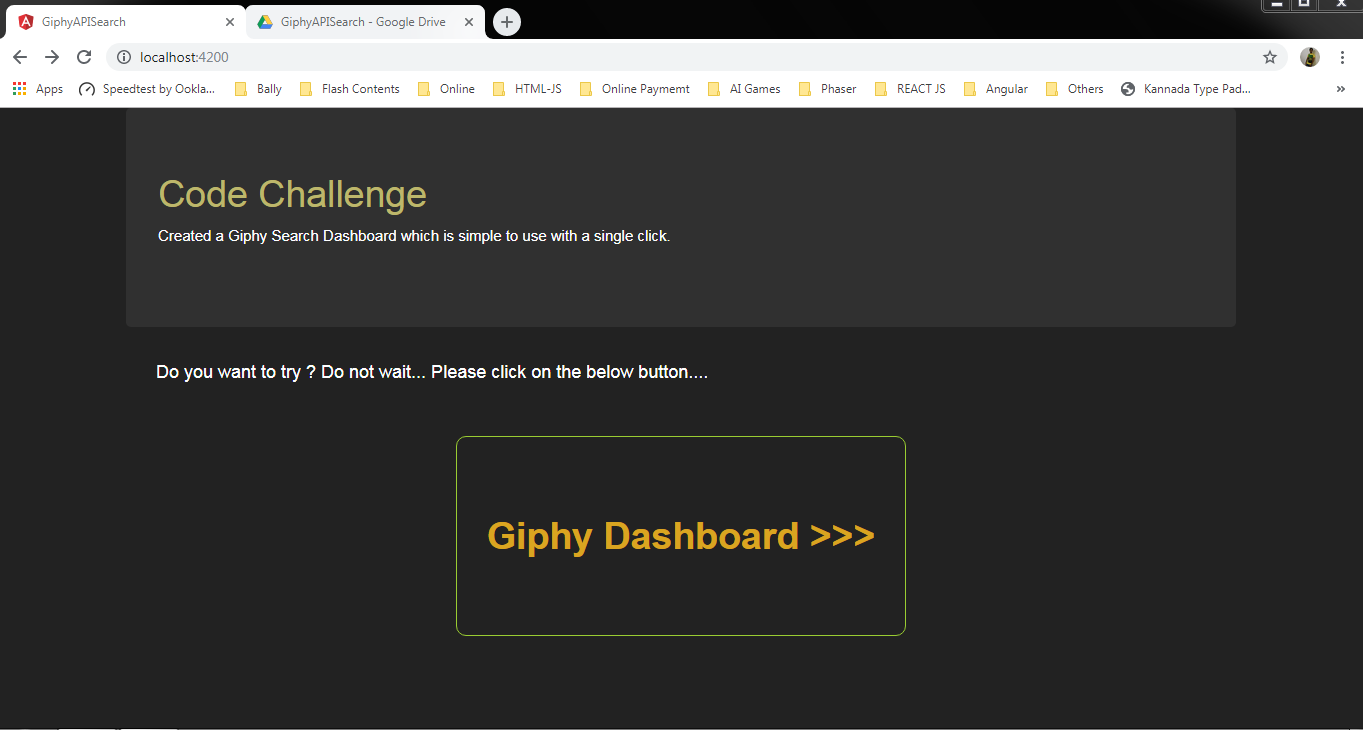 GiphyAPISearch
GiphyAPISearch - Google Drive
localhost:4200
Apps Speedtest by Ookla... Bally Flash Contents Online HTML-JS Online Paymemt AI Games Phaser REACT JS Angular Others Kannada Type Pad... »
Code Challenge
Created a Giphy Search Dashboard which is simple to use with a single click.
Do you want to try ? Do not wait... Please click on the below button....
Giphy Dashboard >>>